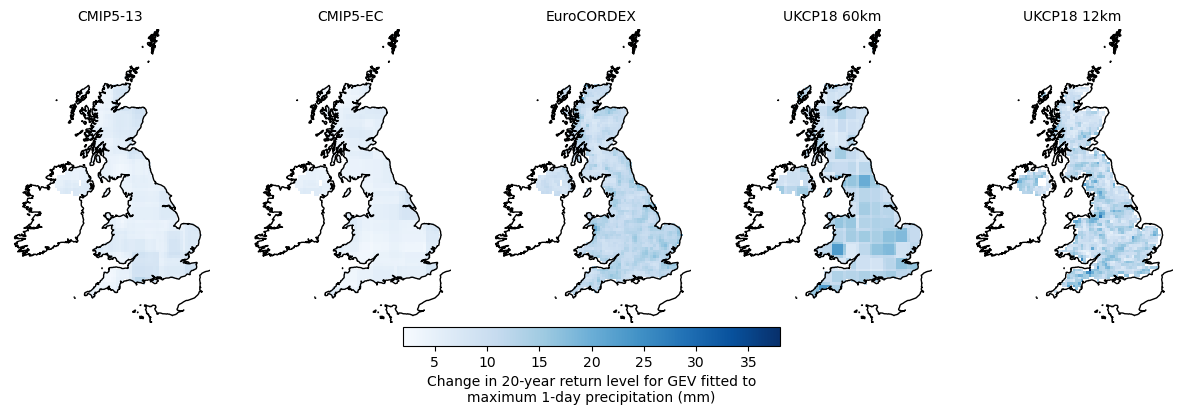 CMIP5-13
CMIP5-EC
EuroCORDEX
UKCP18 60km
UKCP18 12km
5 10 15 20 25 30 35
Change in 20-year return level for GEV fitted to
maximum 1-day precipitation (mm)